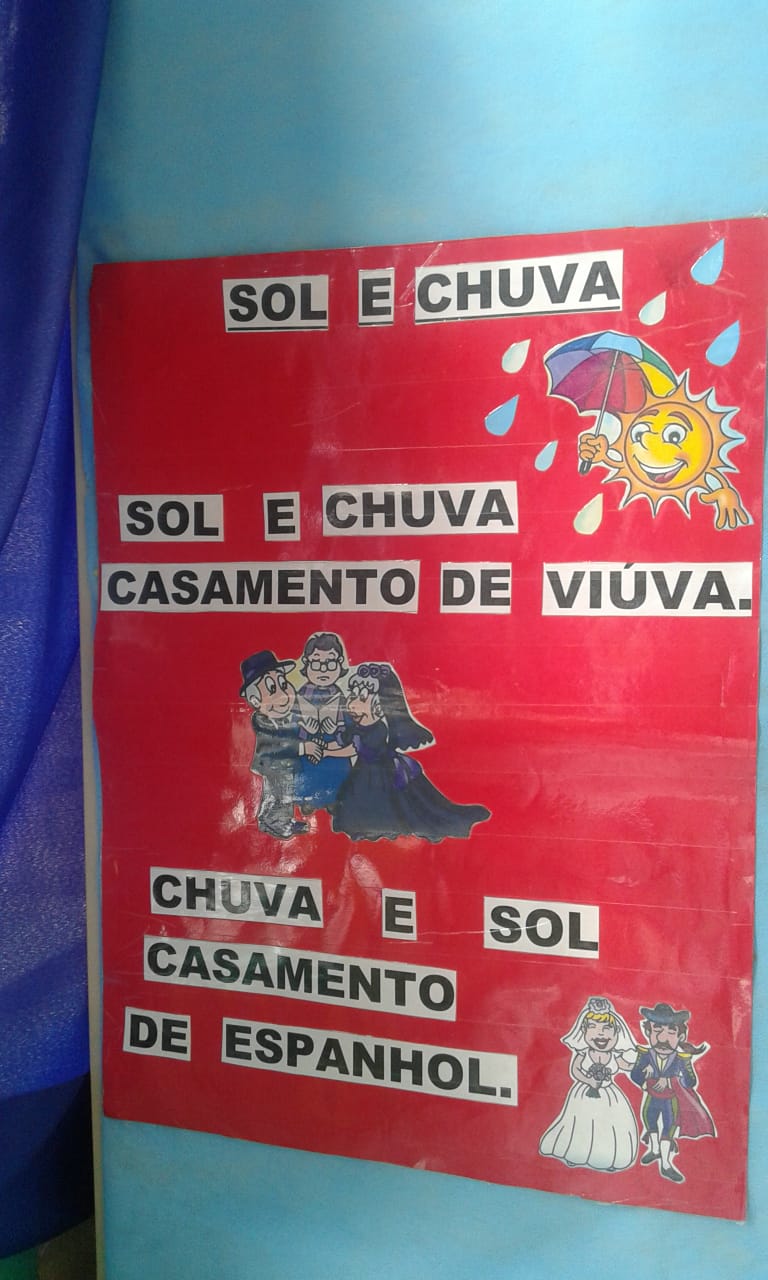 SOL E CHUVA
SOL E CHUVA
CASAMENTO DE VIÚVA.
CHUVA E SOL
CASAMENTO
DE ESPANHOL.